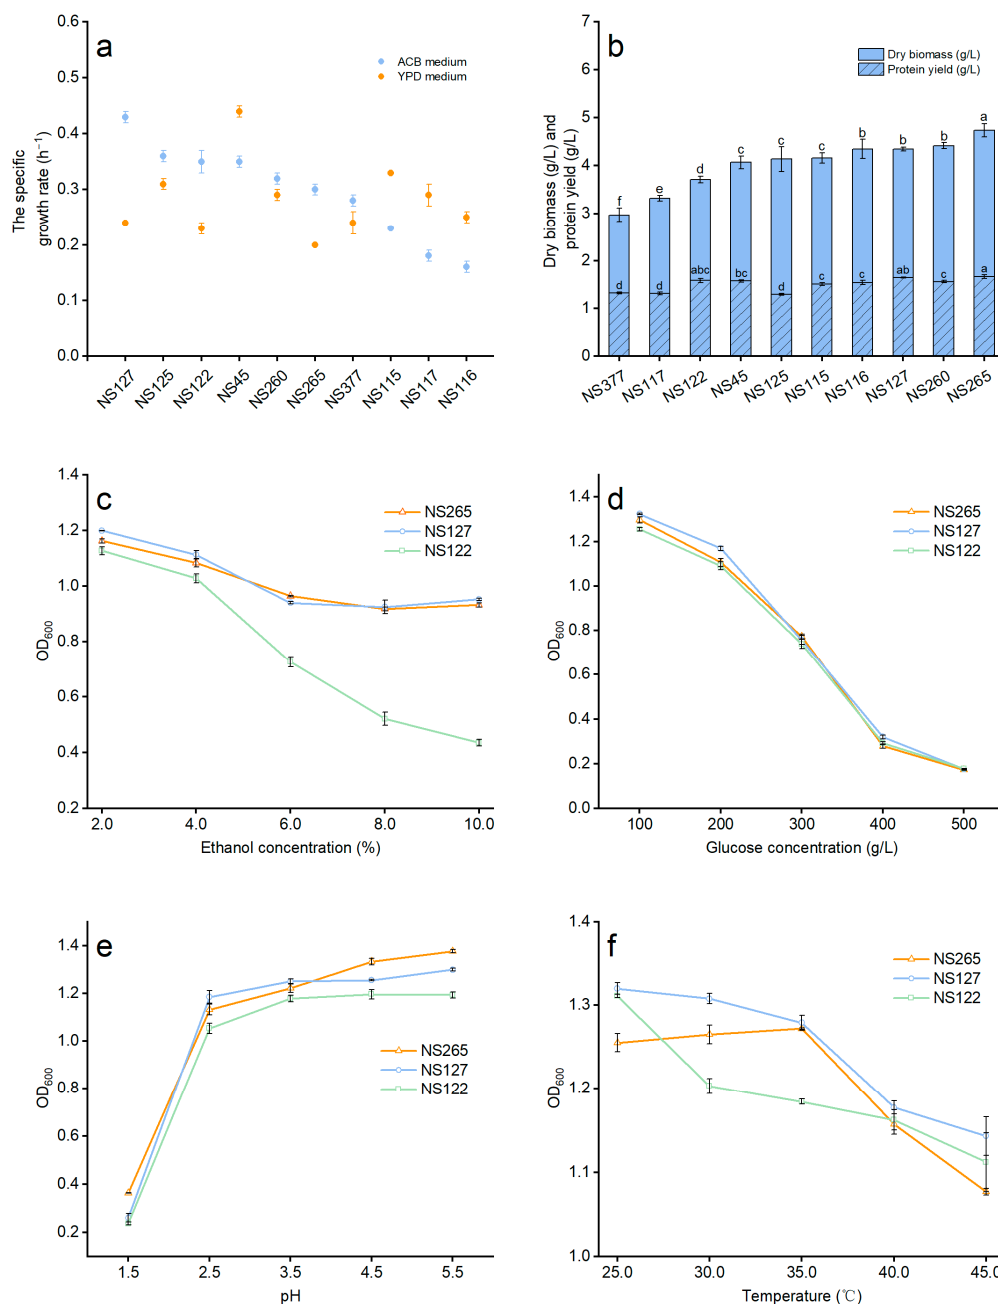 a
ACB medium
YPD medium
The specific
growth rate (h⁻¹)
0.6
0.5
0.4
0.3
0.2
0.1
0.0
NS127
NS125
NS122
NS45
NS260
NS265
NS377
NS115
NS117
NS116
b
Dry biomass (g/L)
Protein yield (g/L)
Dry biomass (g/L) and
protein yield (g/L)
7
6
5
4
3
2
1
0
f
e
d
c
c
c
b
b
b
a
d
d
abc
bc
d
c
c
ab
c
a
NS377
NS117
NS122
NS45
NS125
NS115
NS116
NS127
NS260
NS265
c
NS265
NS127
NS122
OD₆₀₀
1.4
1.2
1.0
0.8
0.6
0.4
0.2
2.0
4.0
6.0
8.0
10.0
Ethanol concentration (%)
d
NS265
NS127
NS122
OD₆₀₀
1.4
1.2
1.0
0.8
0.6
0.4
0.2
0.0
100
200
300
400
500
Glucose concentration (g/L)
e
NS265
NS127
NS122
OD₆₀₀
1.4
1.2
1.0
0.8
0.6
0.4
0.2
1.5
2.5
3.5
4.5
5.5
pH
f
NS265
NS127
NS122
OD₆₀₀
1.4
1.3
1.2
1.1
1.0
25.0
30.0
35.0
40.0
45.0
Temperature (℃)